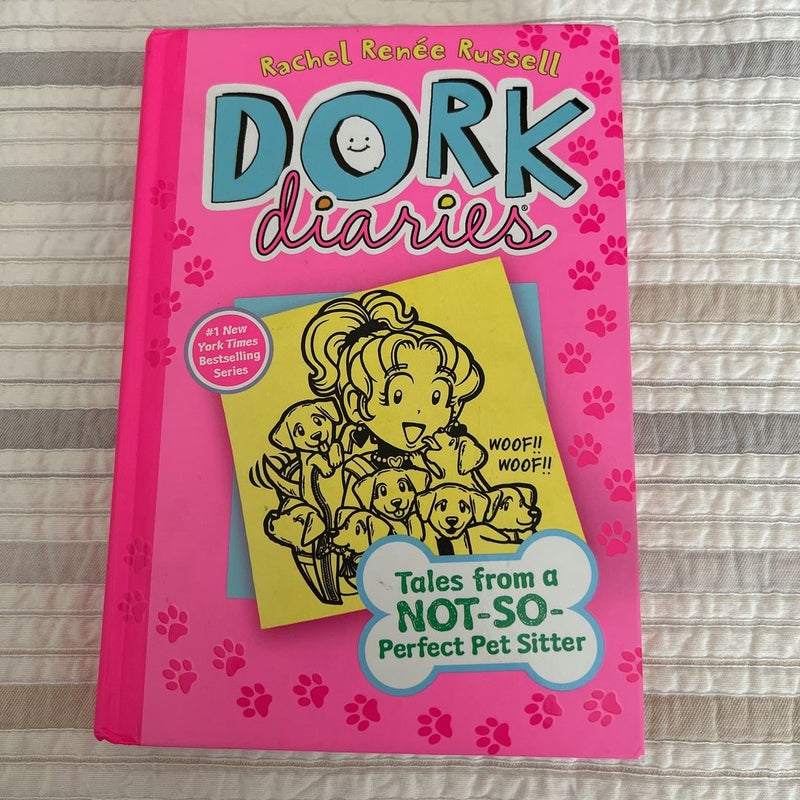 Rachel Renée Russell
DORK
diaries®
#1 New
York Times
Bestselling
Series
WOOF!!
WOOF!!
Tales from a
NOT-SO-
Perfect Pet Sitter